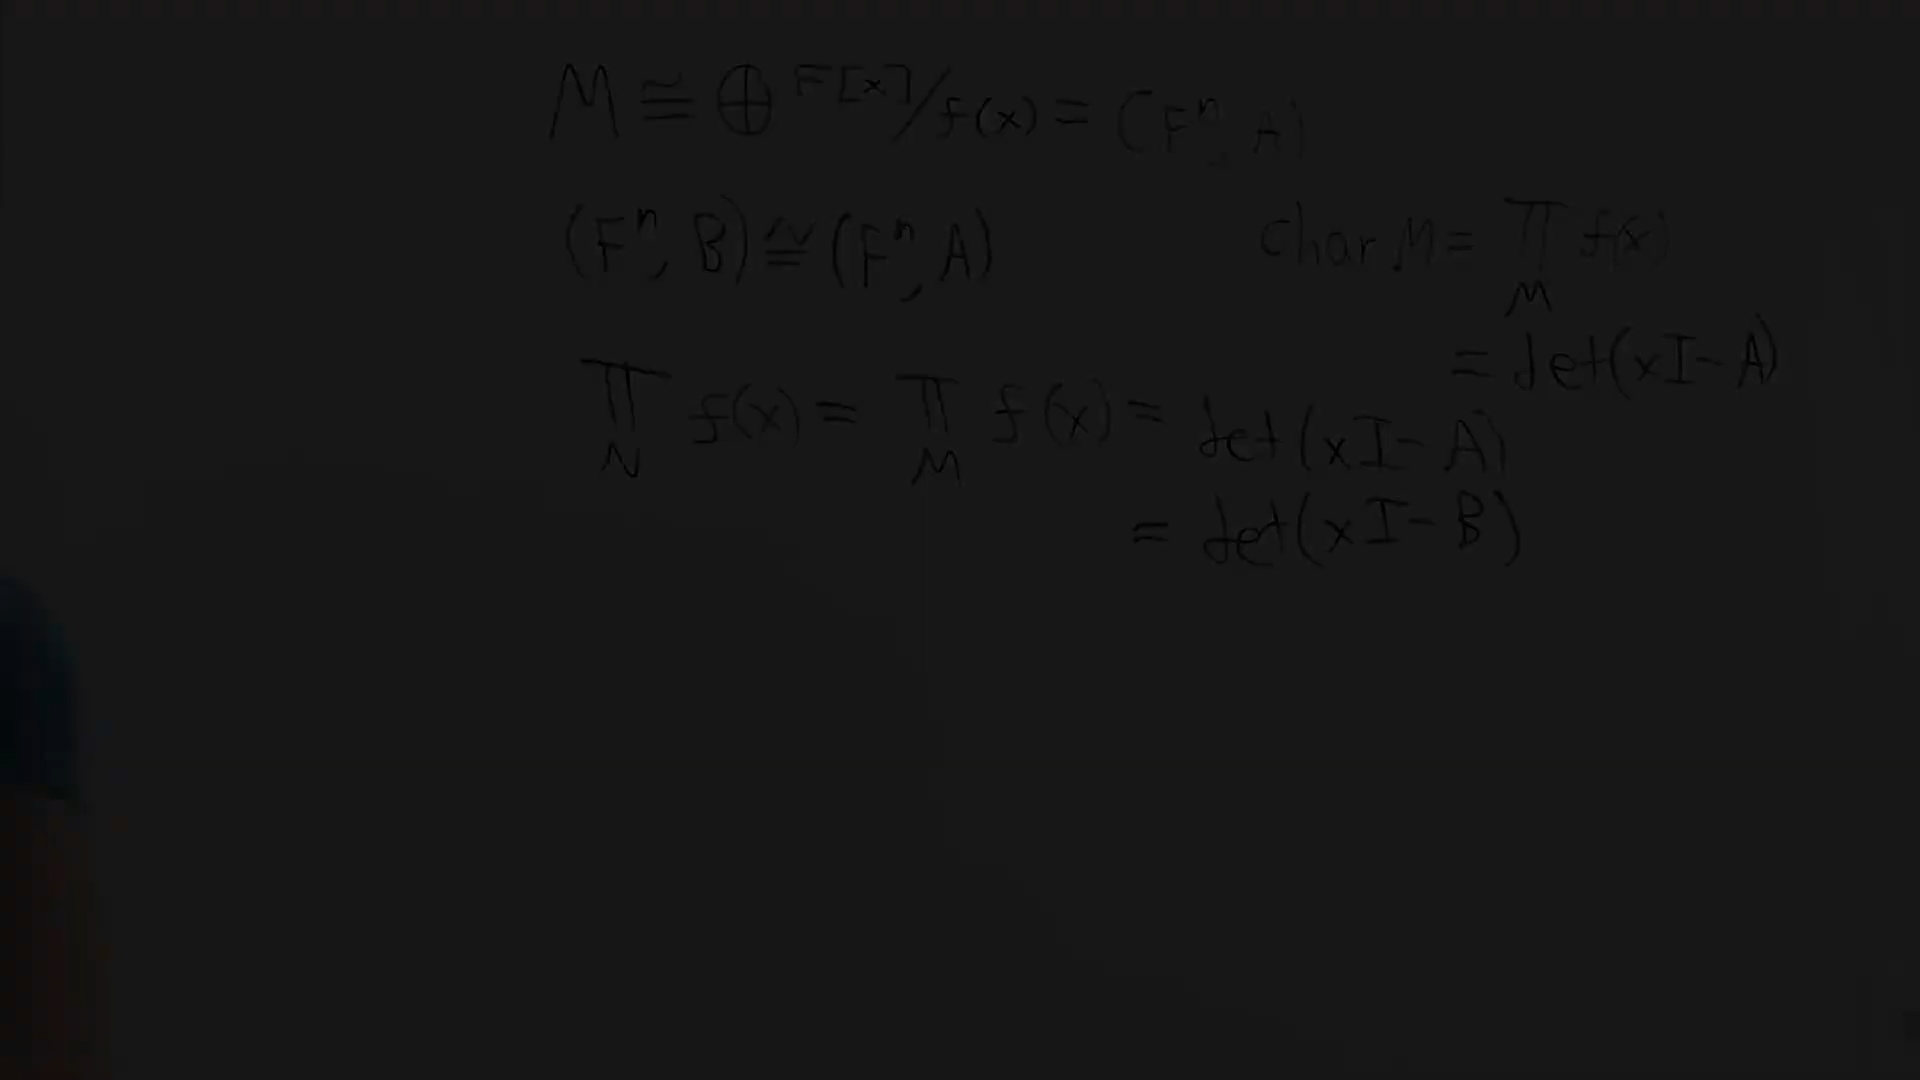 M ≅ ⊕ F[x]/f(x) = (Fⁿ, A)
(Fⁿ, B) ≅ (Fⁿ, A)
char M = ∏_M f(x)
= det(xI - A)
∏_N f(x) = ∏_M f(x) = det(xI - A)
= det(xI - B)